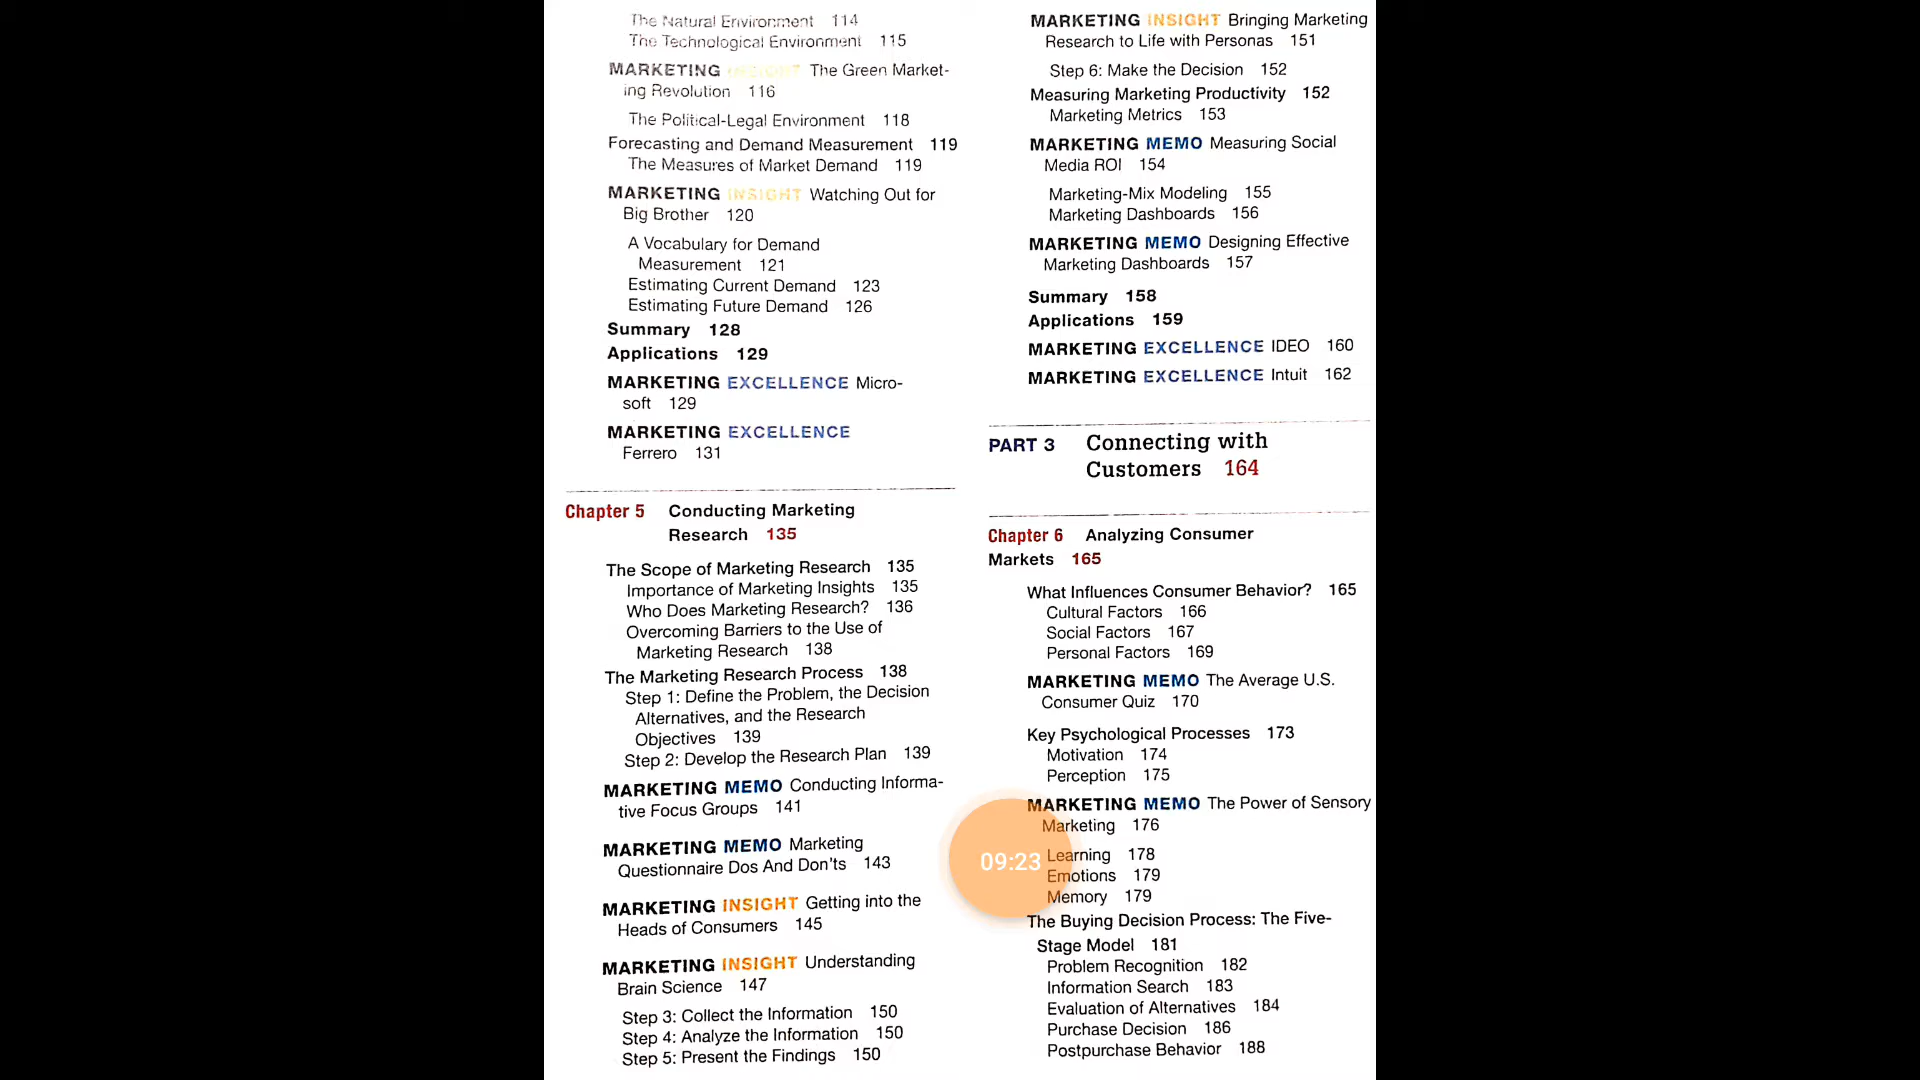 The Natural Environment 114
The Technological Environment 115
MARKETING INSIGHT The Green Market-
ing Revolution 116
The Political-Legal Environment 118
Forecasting and Demand Measurement 119
The Measures of Market Demand 119
MARKETING INSIGHT Watching Out for
Big Brother 120
A Vocabulary for Demand
Measurement 121
Estimating Current Demand 123
Estimating Future Demand 126
Summary 128
Applications 129
MARKETING EXCELLENCE Micro-
soft 129
MARKETING EXCELLENCE
Ferrero 131
Chapter 5 Conducting Marketing
Research 135
The Scope of Marketing Research 135
Importance of Marketing Insights 135
Who Does Marketing Research? 136
Overcoming Barriers to the Use of
Marketing Research 138
The Marketing Research Process 138
Step 1: Define the Problem, the Decision
Alternatives, and the Research
Objectives 139
Step 2: Develop the Research Plan 139
MARKETING MEMO Conducting Informa-
tive Focus Groups 141
MARKETING MEMO Marketing
Questionnaire Dos And Don'ts 143
MARKETING INSIGHT Getting into the
Heads of Consumers 145
MARKETING INSIGHT Understanding
Brain Science 147
Step 3: Collect the Information 150
Step 4: Analyze the Information 150
Step 5: Present the Findings 150
MARKETING INSIGHT Bringing Marketing
Research to Life with Personas 151
Step 6: Make the Decision 152
Measuring Marketing Productivity 152
Marketing Metrics 153
MARKETING MEMO Measuring Social
Media ROI 154
Marketing-Mix Modeling 155
Marketing Dashboards 156
MARKETING MEMO Designing Effective
Marketing Dashboards 157
Summary 158
Applications 159
MARKETING EXCELLENCE IDEO 160
MARKETING EXCELLENCE Intuit 162
PART 3 Connecting with
Customers 164
Chapter 6 Analyzing Consumer
Markets 165
What Influences Consumer Behavior? 165
Cultural Factors 166
Social Factors 167
Personal Factors 169
MARKETING MEMO The Average U.S.
Consumer Quiz 170
Key Psychological Processes 173
Motivation 174
Perception 175
MARKETING MEMO The Power of Sensory
Marketing 176
Learning 178
Emotions 179
Memory 179
The Buying Decision Process: The Five-
Stage Model 181
Problem Recognition 182
Information Search 183
Evaluation of Alternatives 184
Purchase Decision 186
Postpurchase Behavior 188
09:23